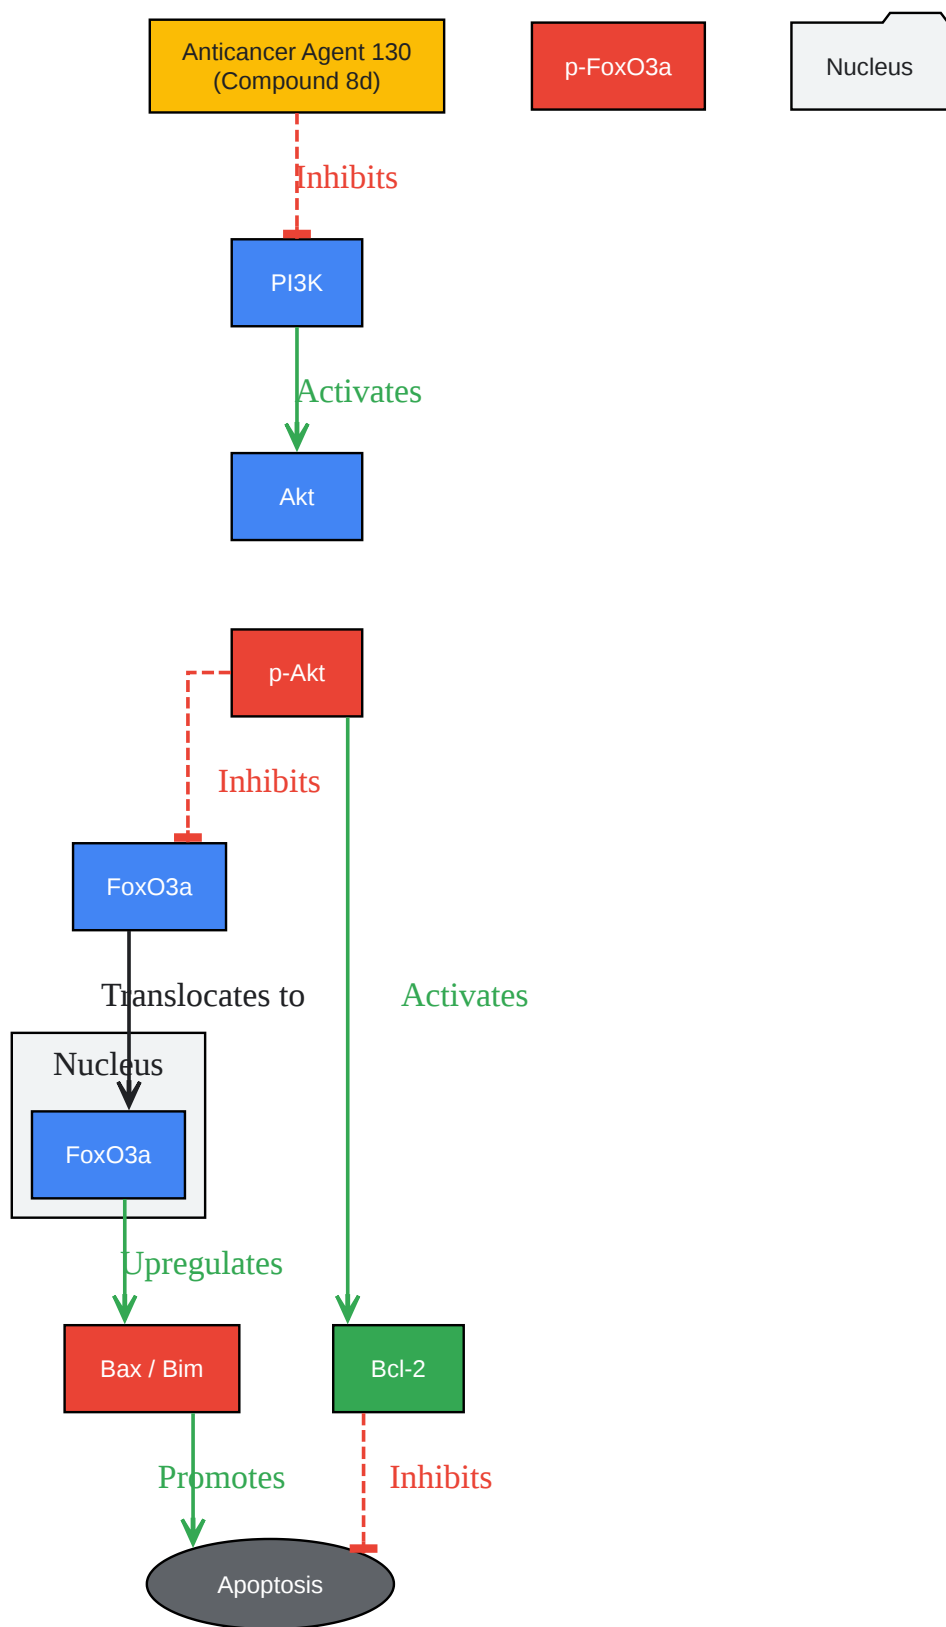 Anticancer Agent 130
(Compound 8d)
p-FoxO3a
Nucleus
Inhibits
PI3K
Activates
Akt
p-Akt
Inhibits
FoxO3a
Translocates to
Activates
Nucleus
FoxO3a
Upregulates
Bax / Bim
Bcl-2
Promotes
Inhibits
Apoptosis